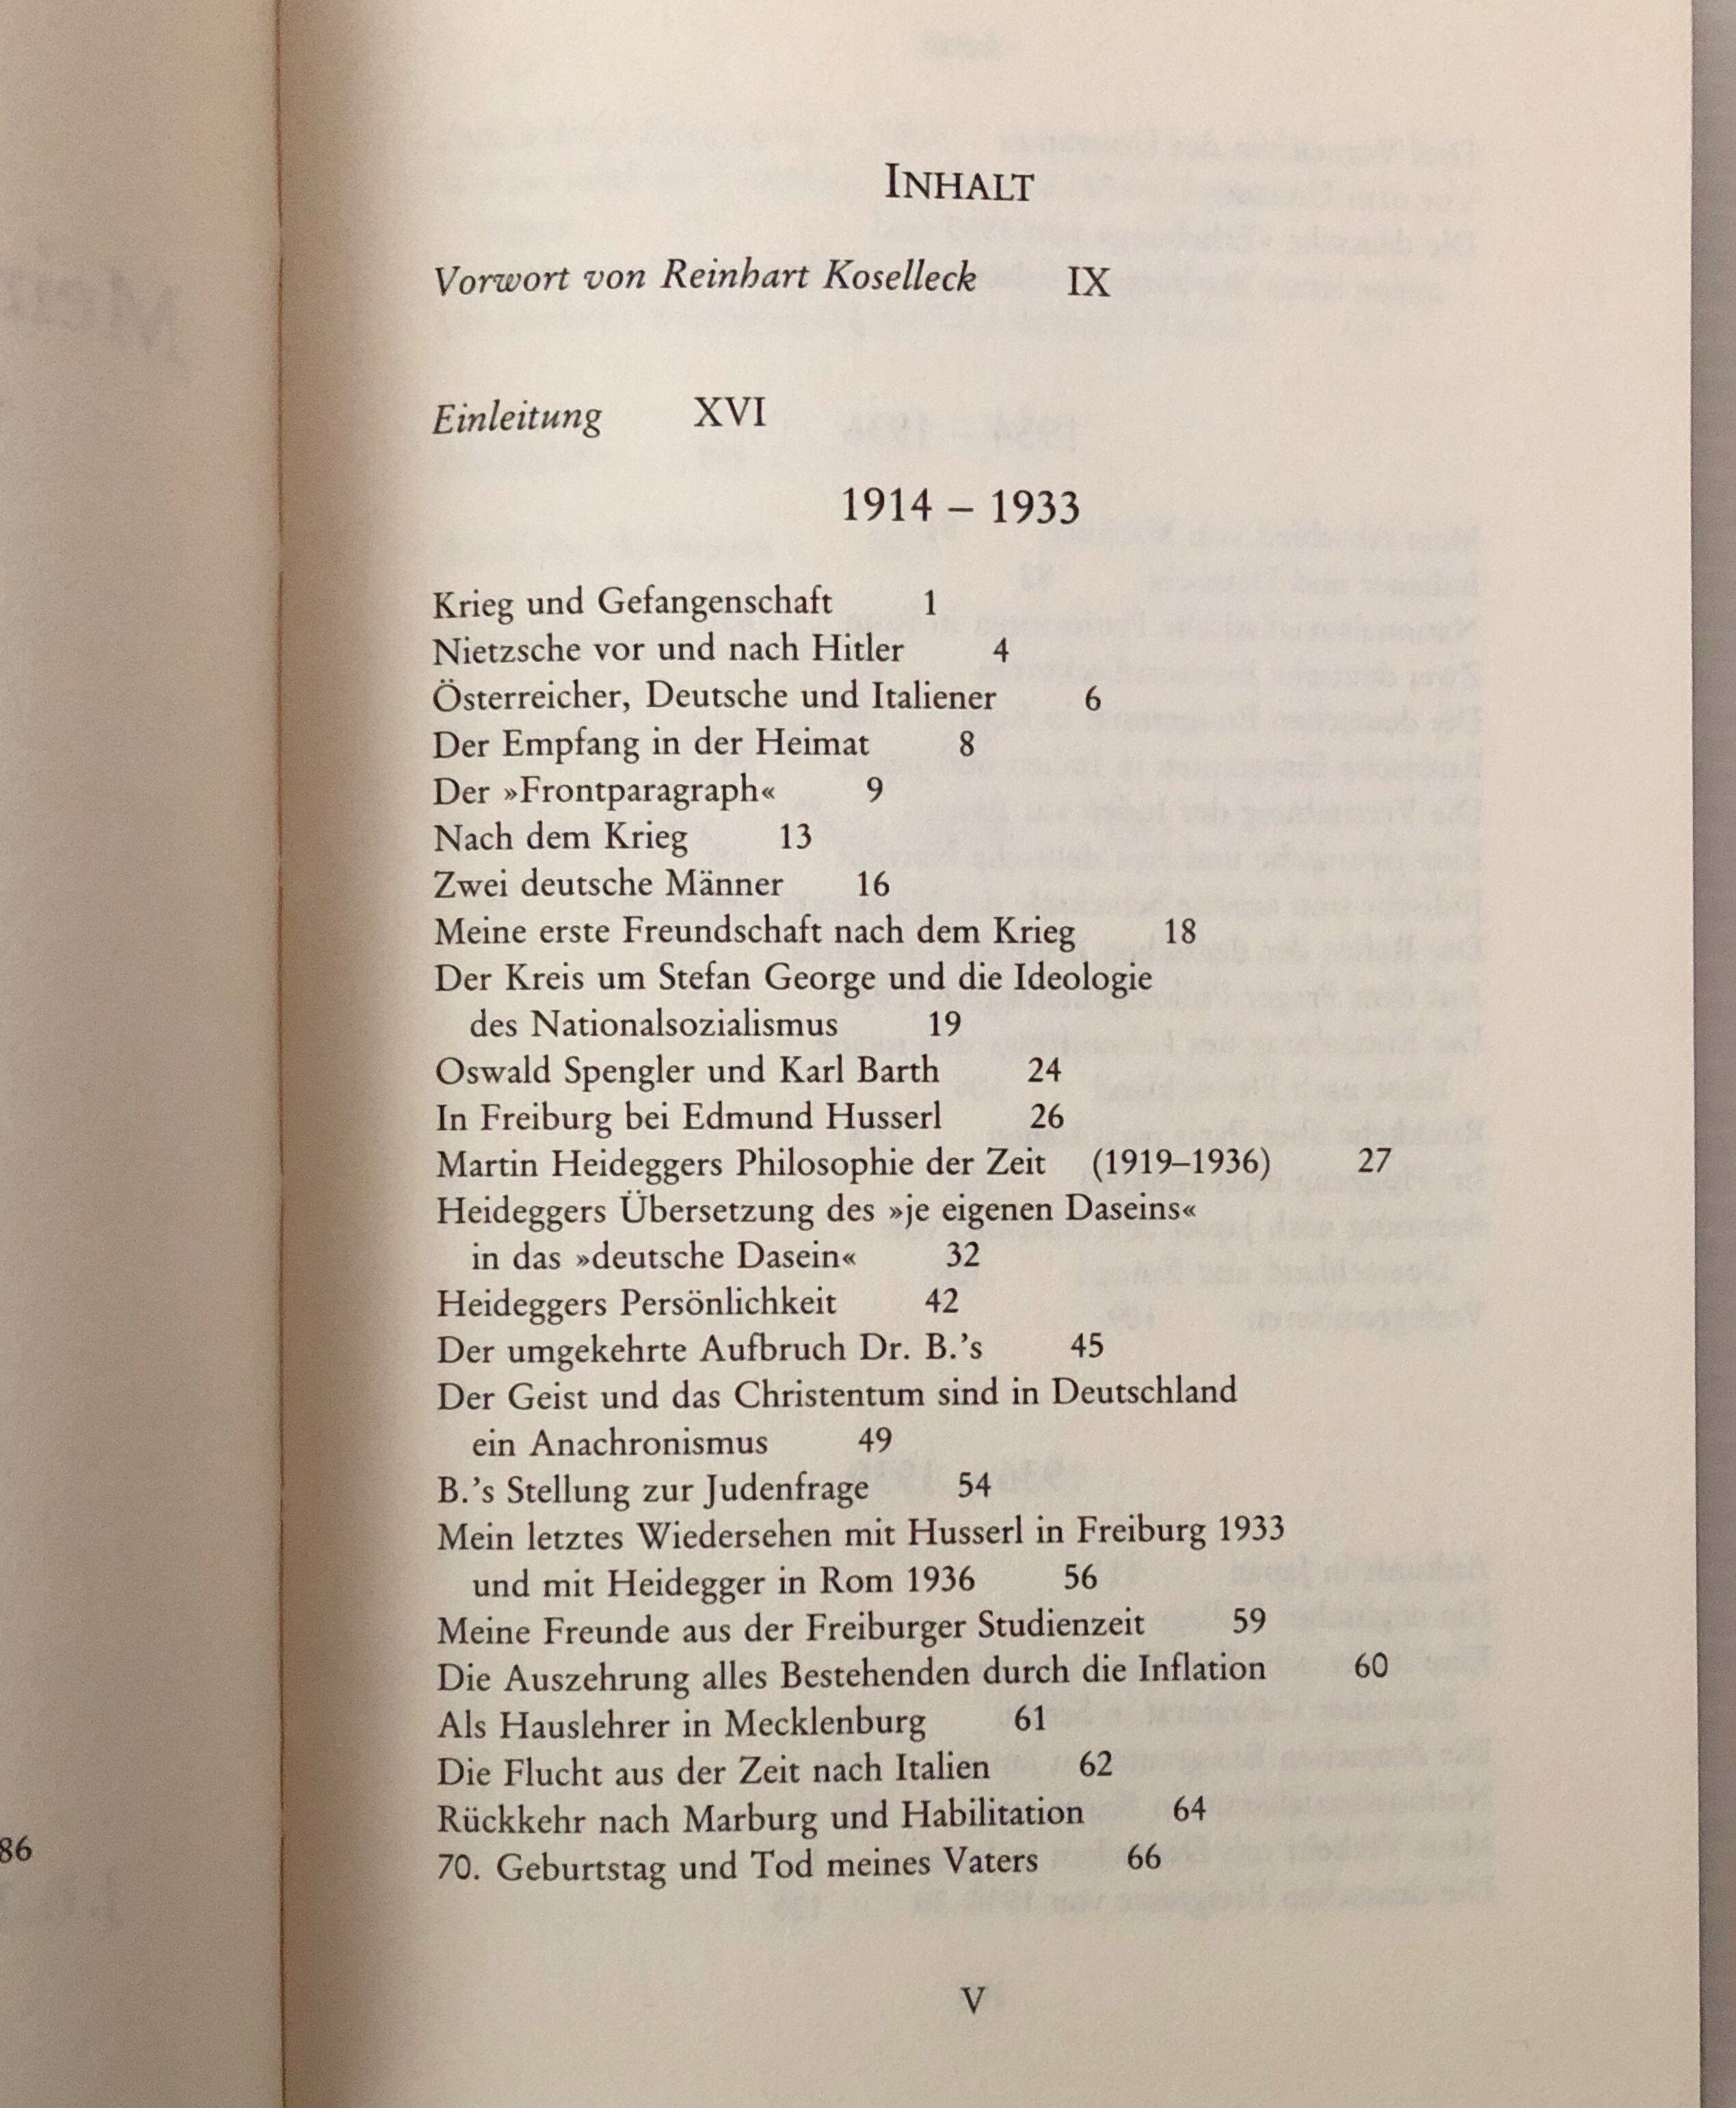 INHALT
Vorwort von Reinhart Koselleck IX
Einleitung XVI
1914 – 1933
Krieg und Gefangenschaft 1
Nietzsche vor und nach Hitler 4
Österreicher, Deutsche und Italiener 6
Der Empfang in der Heimat 8
Der »Frontparagraph« 9
Nach dem Krieg 13
Zwei deutsche Männer 16
Meine erste Freundschaft nach dem Krieg 18
Der Kreis um Stefan George und die Ideologie
des Nationalsozialismus 19
Oswald Spengler und Karl Barth 24
In Freiburg bei Edmund Husserl 26
Martin Heideggers Philosophie der Zeit (1919–1936) 27
Heideggers Übersetzung des »je eigenen Daseins«
in das »deutsche Dasein« 32
Heideggers Persönlichkeit 42
Der umgekehrte Aufbruch Dr. B.'s 45
Der Geist und das Christentum sind in Deutschland
ein Anachronismus 49
B.'s Stellung zur Judenfrage 54
Mein letztes Wiedersehen mit Husserl in Freiburg 1933
und mit Heidegger in Rom 1936 56
Meine Freunde aus der Freiburger Studienzeit 59
Die Auszehrung alles Bestehenden durch die Inflation 60
Als Hauslehrer in Mecklenburg 61
Die Flucht aus der Zeit nach Italien 62
Rückkehr nach Marburg und Habilitation 64
70. Geburtstag und Tod meines Vaters 66
V
86